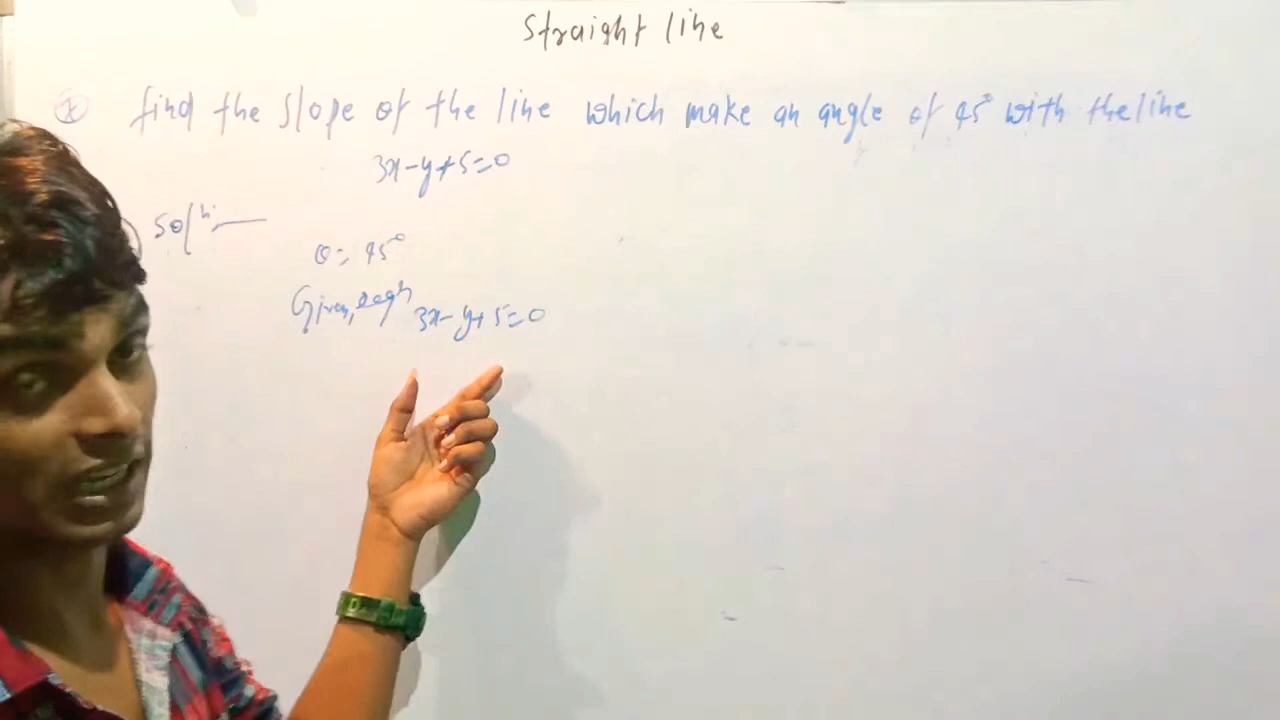 Straight line
find the slope of the line which make an angle of 45° with the line
3x-y+5=0
Solⁿ:
θ = 45°
Given, eqⁿ 3x-y+5=0